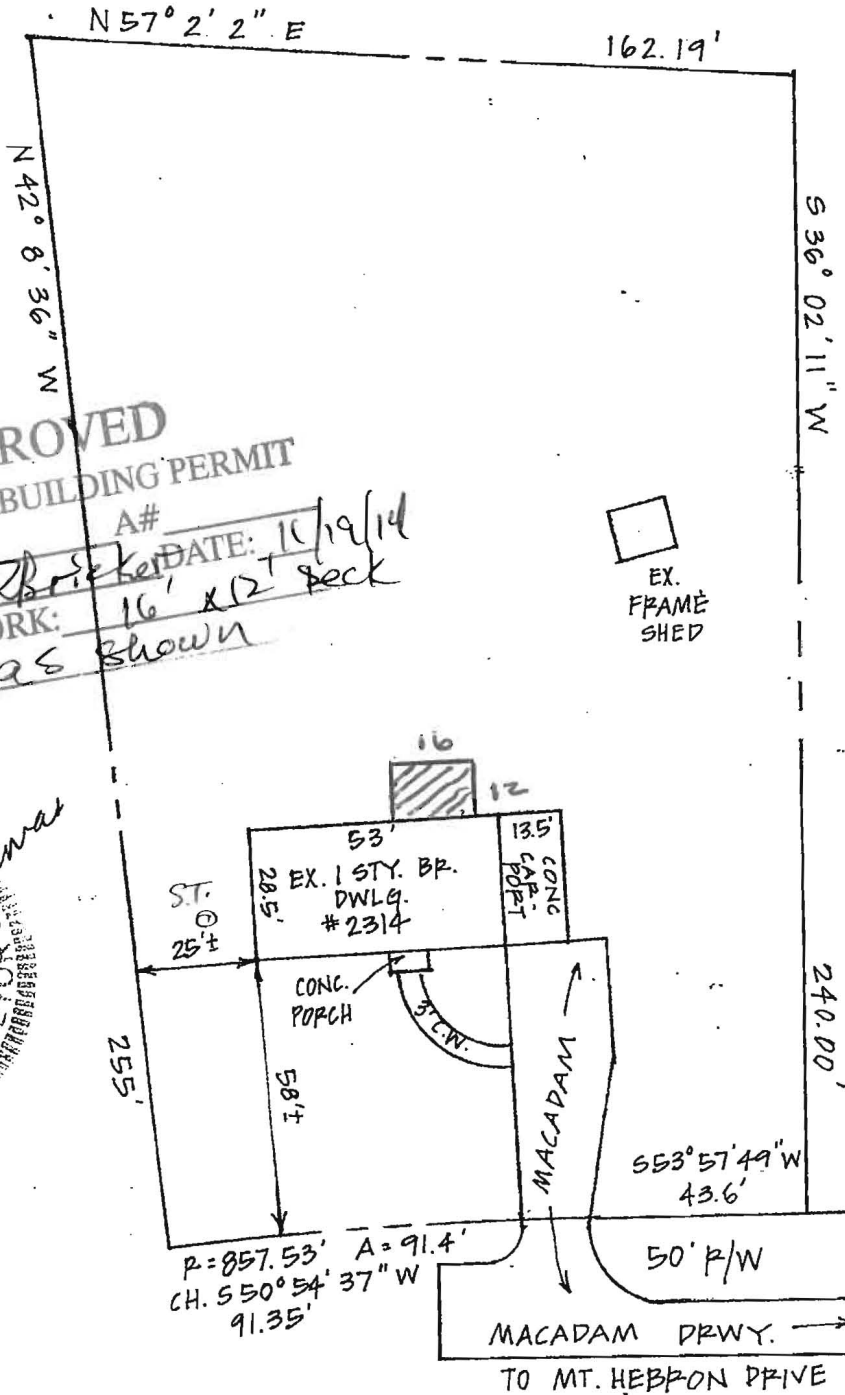 N 57° 2' 2" E
162.19'
N 42° 8' 36" W
S 36° 02' 11" W
ROVED
BUILDING PERMIT
A#
DATE: 11/19/14
ORK: 16' x 12' Deck
as shown
EX.
FRAME
SHED
16
12
53'
13.5'
CONC
CAR-
PORT
28.5'
EX. 1 STY. BR.
DWLG.
#2314
S.T.
25'±
CONC.
PORCH
3' C.W.
MACADAM
240.00'
255'
58'±
S53° 57' 49" W
43.6'
R=857.53' A=91.4'
CH. S 50° 54' 37" W
91.35'
50' R/W
MACADAM DRWY.
TO MT. HEBRON DRIVE